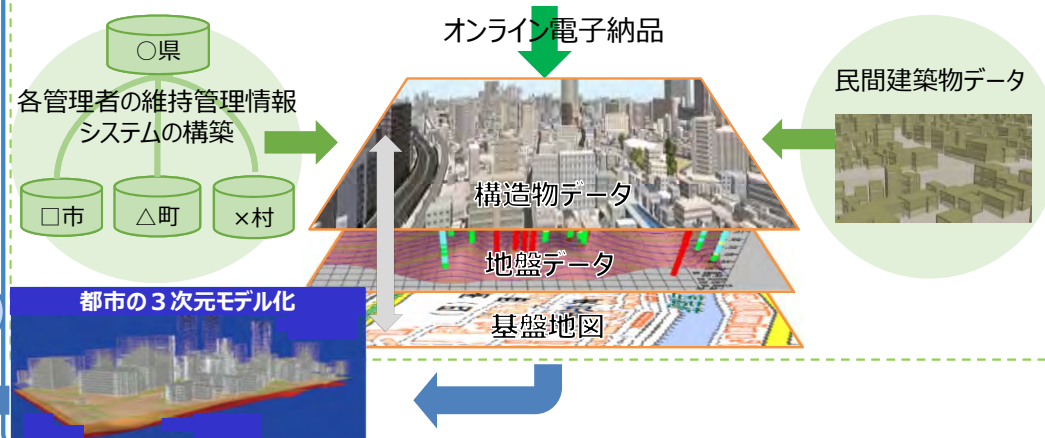 オンライン電子納品
○県
各管理者の維持管理情報
システムの構築
□市
△町
×村
民間建築物データ
構造物データ
地盤データ
基盤地図
都市の３次元モデル化